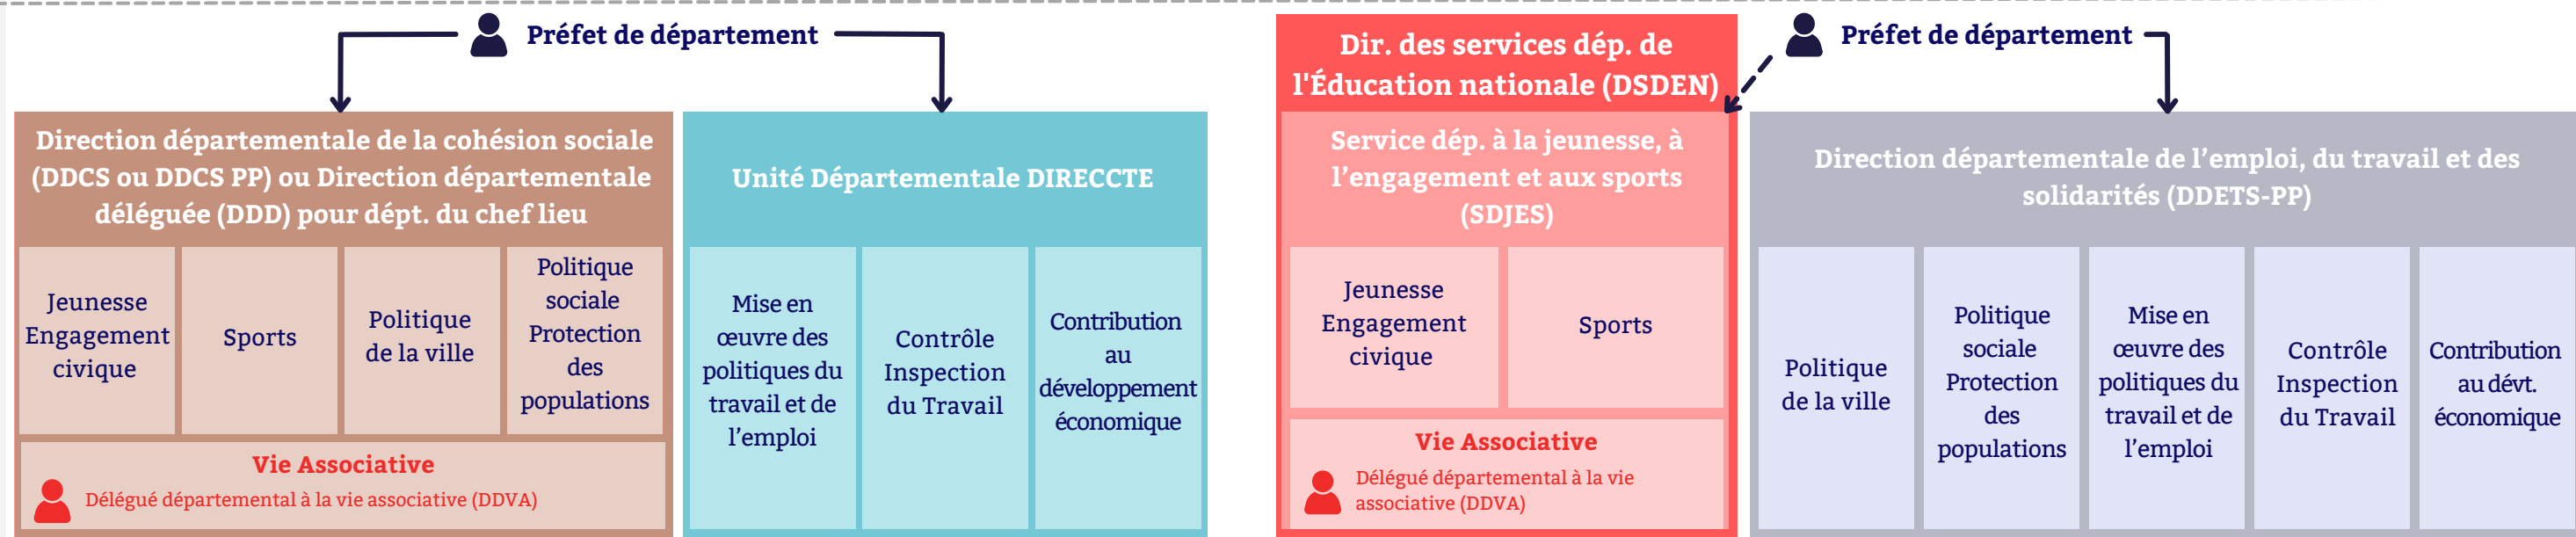 Préfet de département
Direction départementale de la cohésion sociale
(DDCS ou DDCS PP) ou Direction départementale
déléguée (DDD) pour dépt. du chef lieu
Jeunesse
Engagement
civique
Sports
Politique
de la ville
Politique
sociale
Protection
des
populations
Vie Associative
Délégué départemental à la vie associative (DDVA)
Unité Départementale DIRECCTE
Mise en
œuvre des
politiques du
travail et de
l’emploi
Contrôle
Inspection
du Travail
Contribution
au
développement
économique
Dir. des services dép. de
l'Éducation nationale (DSDEN)
Service dép. à la jeunesse, à
l’engagement et aux sports
(SDJES)
Jeunesse
Engagement
civique
Sports
Vie Associative
Délégué départemental à la vie
associative (DDVA)
Préfet de département
Direction départementale de l’emploi, du travail et des
solidarités (DDETS-PP)
Politique
de la ville
Politique
sociale
Protection
des
populations
Mise en
œuvre des
politiques du
travail et de
l’emploi
Contrôle
Inspection
du Travail
Contribution
au dévt.
économique